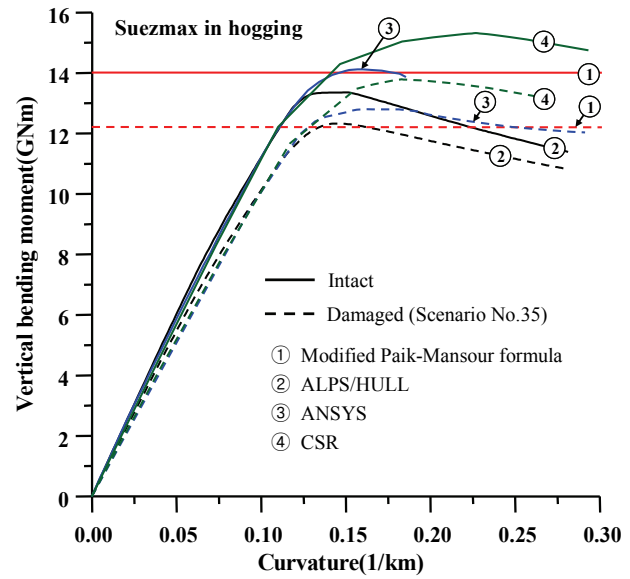 Suezmax in hogging
Vertical bending moment(GNm)
16
14
12
10
8
6
4
2
0
③
④
①
④
③
①
②
②
Intact
Damaged (Scenario No.35)
① Modified Paik-Mansour formula
② ALPS/HULL
③ ANSYS
④ CSR
0.00 0.05 0.10 0.15 0.20 0.25 0.30
Curvature(1/km)